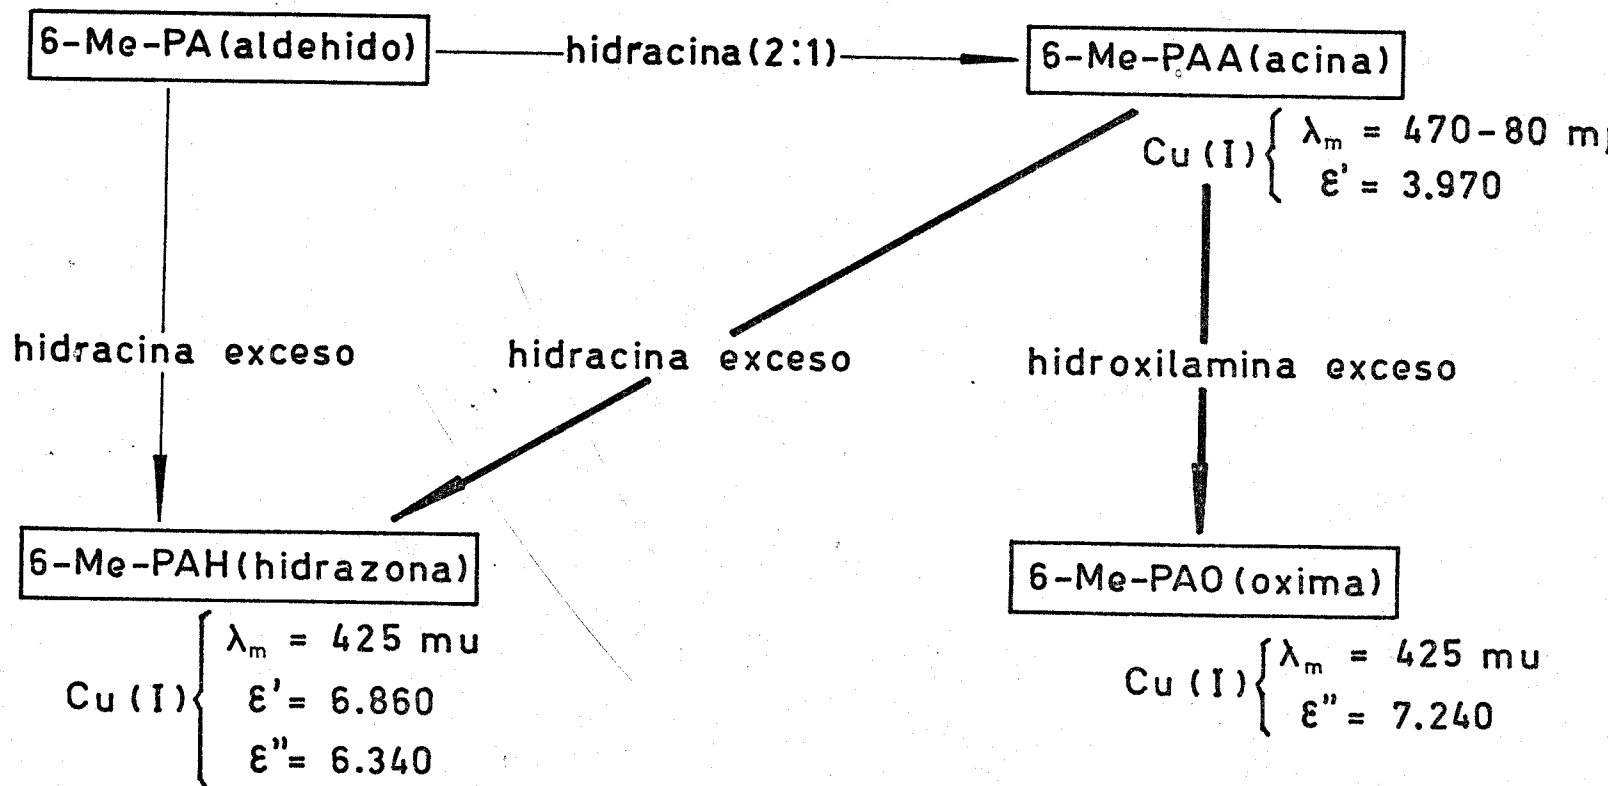 6-Me-PA(aldehido)
hidracina(2:1)
6-Me-PAA(acina)
Cu(I) { λm = 470-80 m
ε' = 3.970
hidracina exceso
hidracina exceso
hidroxilamina exceso
6-Me-PAH(hidrazona)
Cu(I) { λm = 425 mu
ε' = 6.860
ε" = 6.340
6-Me-PAO(oxima)
Cu(I) { λm = 425 mu
ε" = 7.240